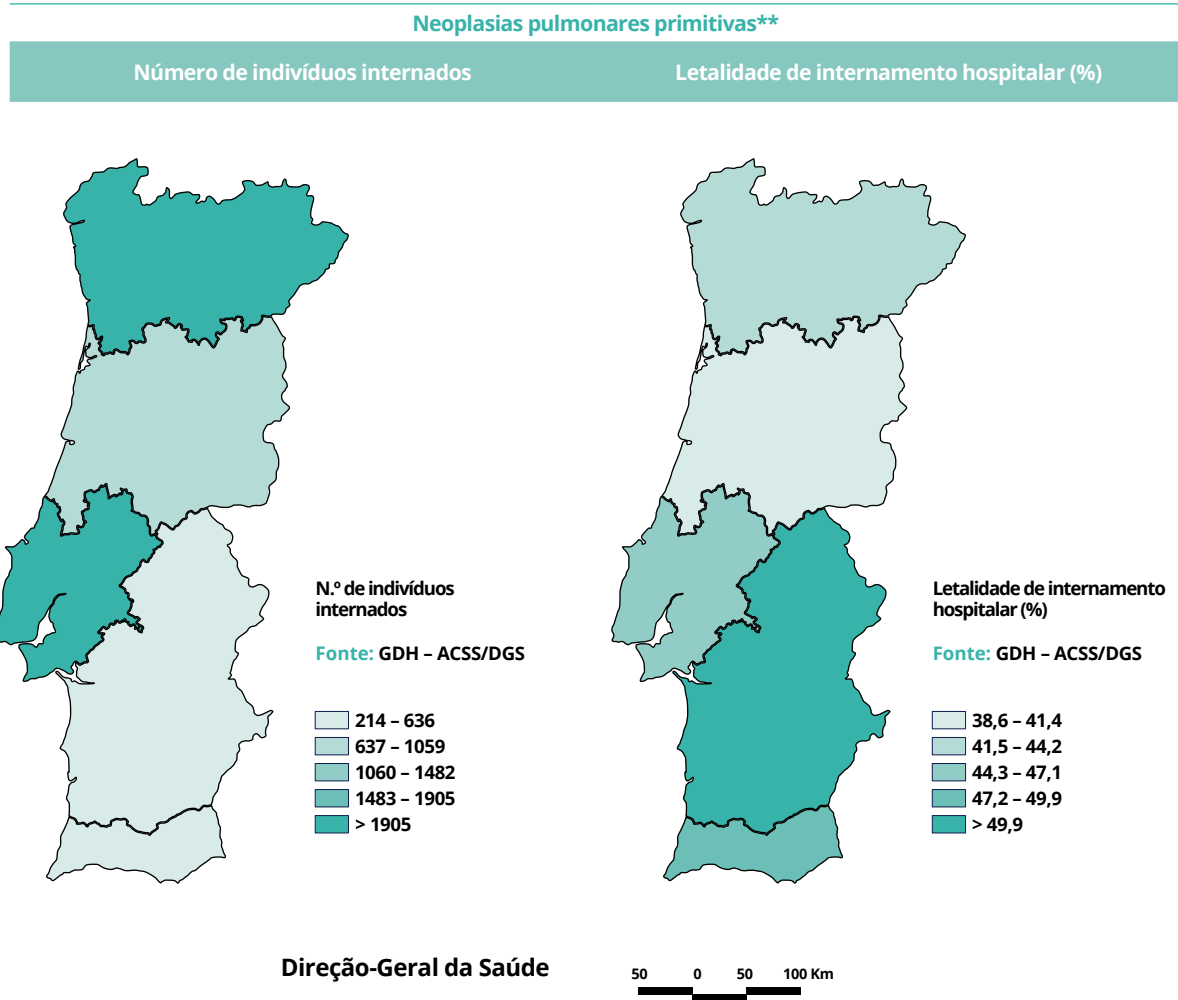 Neoplasias pulmonares primitivas**
Número de indivíduos internados
Letalidade de internamento hospitalar (%)
N.º de indivíduos
internados
Fonte: GDH – ACSS/DGS
214 – 636
637 – 1059
1060 – 1482
1483 – 1905
> 1905
Letalidade de internamento
hospitalar (%)
Fonte: GDH – ACSS/DGS
38,6 – 41,4
41,5 – 44,2
44,3 – 47,1
47,2 – 49,9
> 49,9
Direção-Geral da Saúde
50 0 50 100 Km